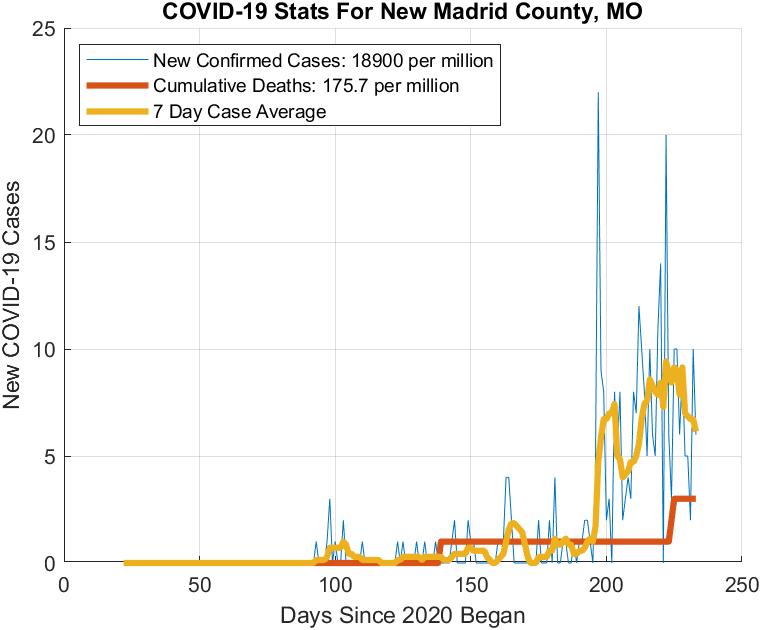 COVID-19 Stats For New Madrid County, MO
25
New Confirmed Cases: 18900 per million
Cumulative Deaths: 175.7 per million
7 Day Case Average
20
15
10
5
0
New COVID-19 Cases
0 50 100 150 200 250
Days Since 2020 Began